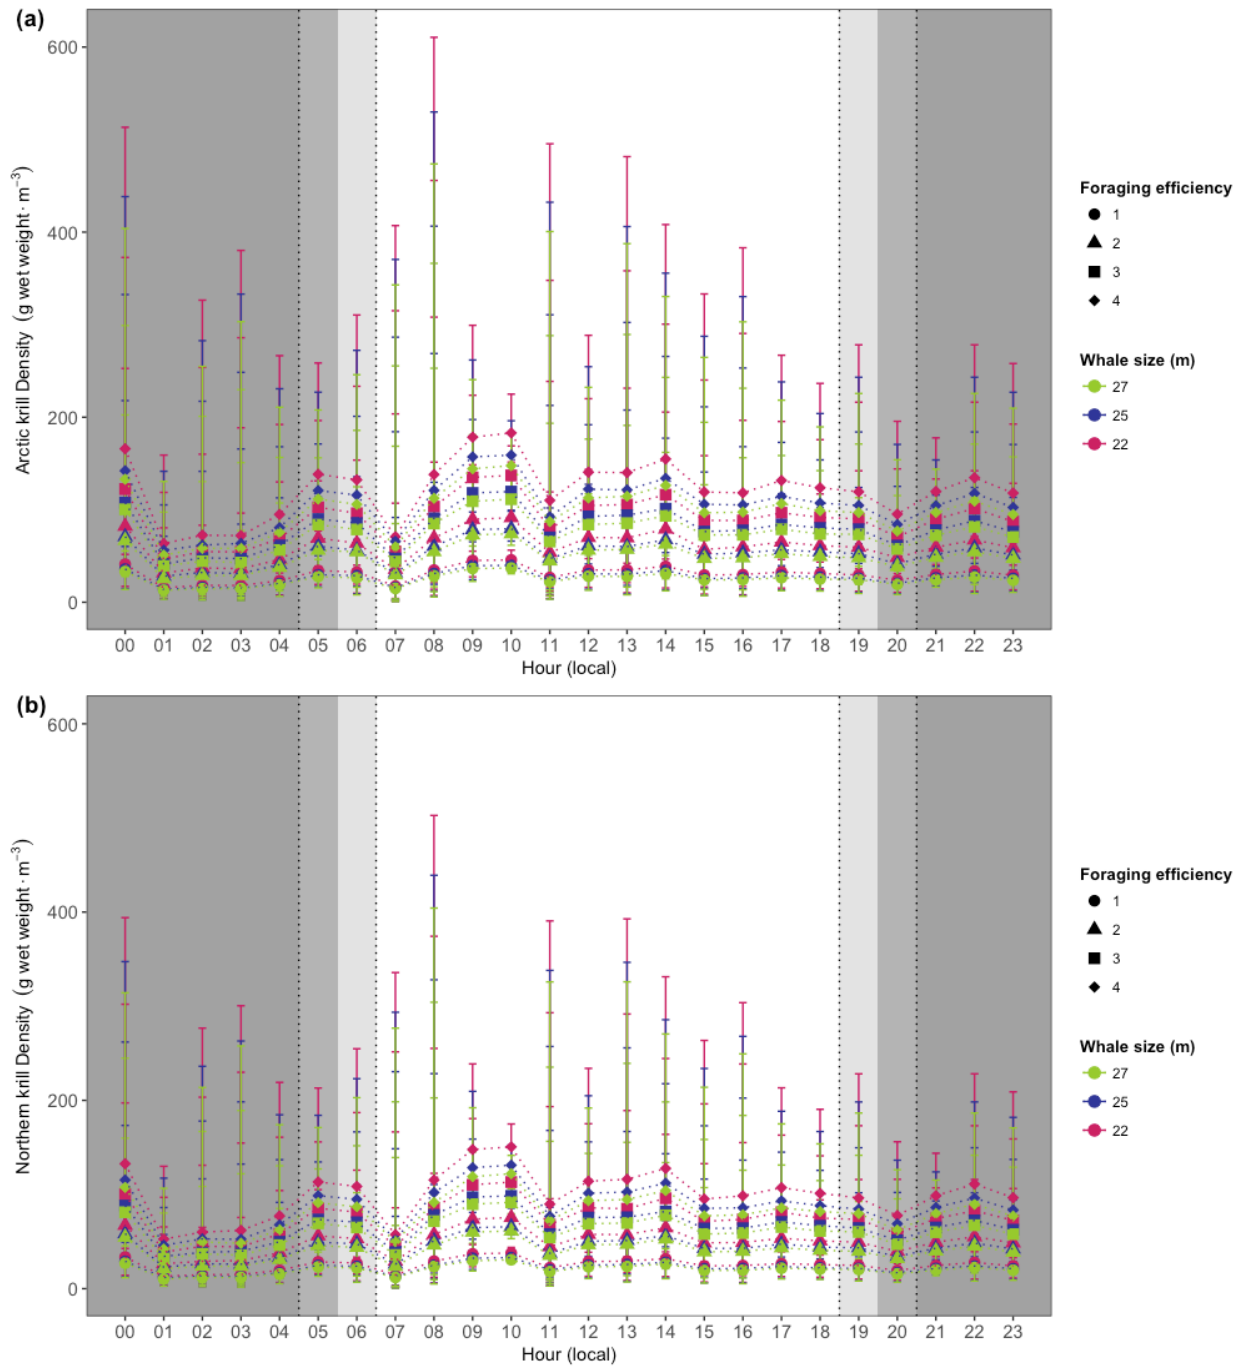 (a)
600
400
200
0
Arctic krill Density (g wet weight · m⁻³)
00 01 02 03 04 05 06 07 08 09 10 11 12 13 14 15 16 17 18 19 20 21 22 23
Hour (local)
Foraging efficiency
1
2
3
4
Whale size (m)
27
25
22
(b)
600
400
200
0
Northern krill Density (g wet weight · m⁻³)
00 01 02 03 04 05 06 07 08 09 10 11 12 13 14 15 16 17 18 19 20 21 22 23
Hour (local)
Foraging efficiency
1
2
3
4
Whale size (m)
27
25
22